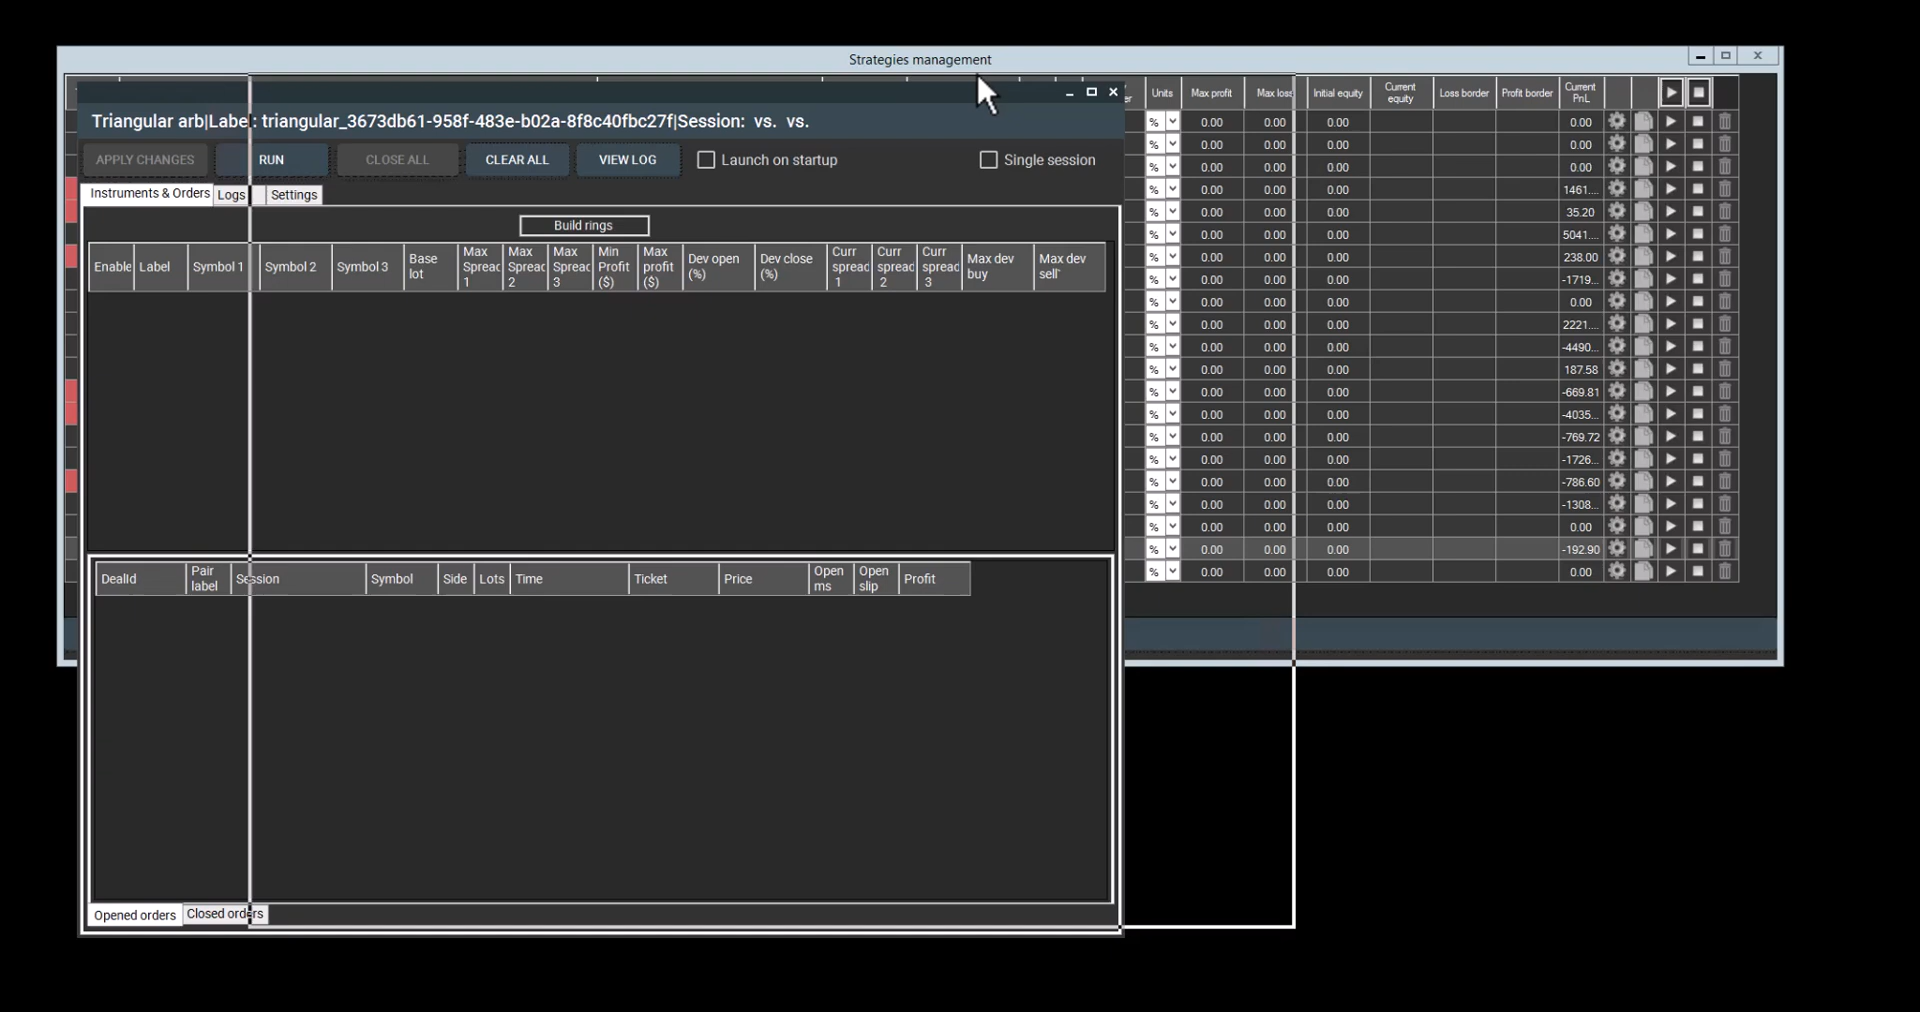 Strategies management
Triangular arb|Label: triangular_3673db61-958f-483e-b02a-8f8c40fbc27f|Session: vs. vs.
APPLY CHANGES RUN CLOSE ALL CLEAR ALL VIEW LOG Launch on startup Single session
Instruments & Orders Logs Settings
Build rings
Enable Label Symbol 1 Symbol 2 Symbol 3 Base lot Max Spread 1 Max Spread 2 Max Spread 3 Min Profit ($) Max profit ($) Dev open (%) Dev close (%) Curr spread 1 Curr spread 2 Curr spread 3 Max dev buy Max dev sell`
DealId Pair label Session Symbol Side Lots Time Ticket Price Open ms Open slip Profit
Opened orders Closed orders
Units Max profit Max loss Initial equity Current equity Loss border Profit border Current PnL
% 0.00 0.00 0.00 0.00
% 0.00 0.00 0.00 0.00
% 0.00 0.00 0.00 0.00
% 0.00 0.00 0.00 1461....
% 0.00 0.00 0.00 35.20
% 0.00 0.00 0.00 5041....
% 0.00 0.00 0.00 238.00
% 0.00 0.00 0.00 -1719...
% 0.00 0.00 0.00 0.00
% 0.00 0.00 0.00 2221....
% 0.00 0.00 0.00 -4490...
% 0.00 0.00 0.00 187.58
% 0.00 0.00 0.00 -669.81
% 0.00 0.00 0.00 -4035...
% 0.00 0.00 0.00 -769.72
% 0.00 0.00 0.00 -1726...
% 0.00 0.00 0.00 -786.60
% 0.00 0.00 0.00 -1308...
% 0.00 0.00 0.00 0.00
% 0.00 0.00 0.00 -192.90
% 0.00 0.00 0.00 0.00